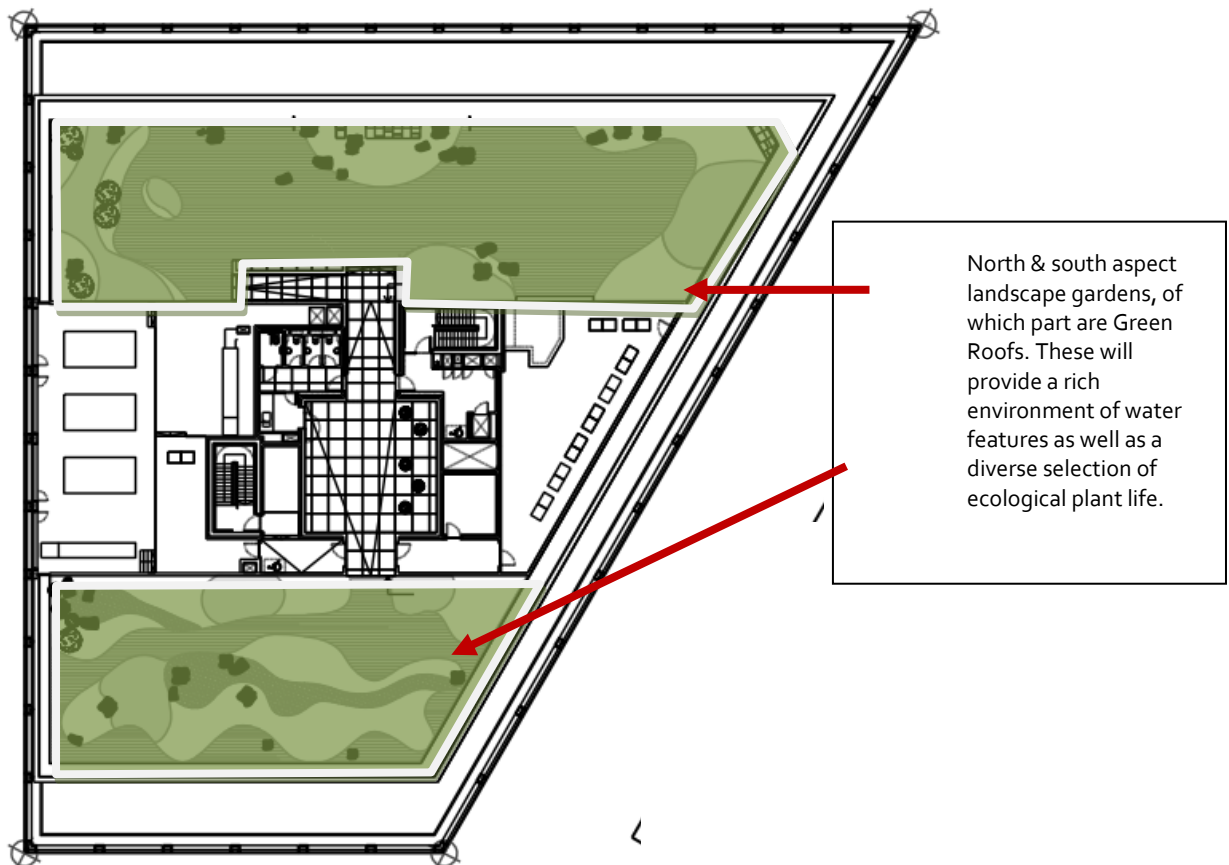 North & south aspect
landscape gardens, of
which part are Green
Roofs. These will
provide a rich
environment of water
features as well as a
diverse selection of
ecological plant life.